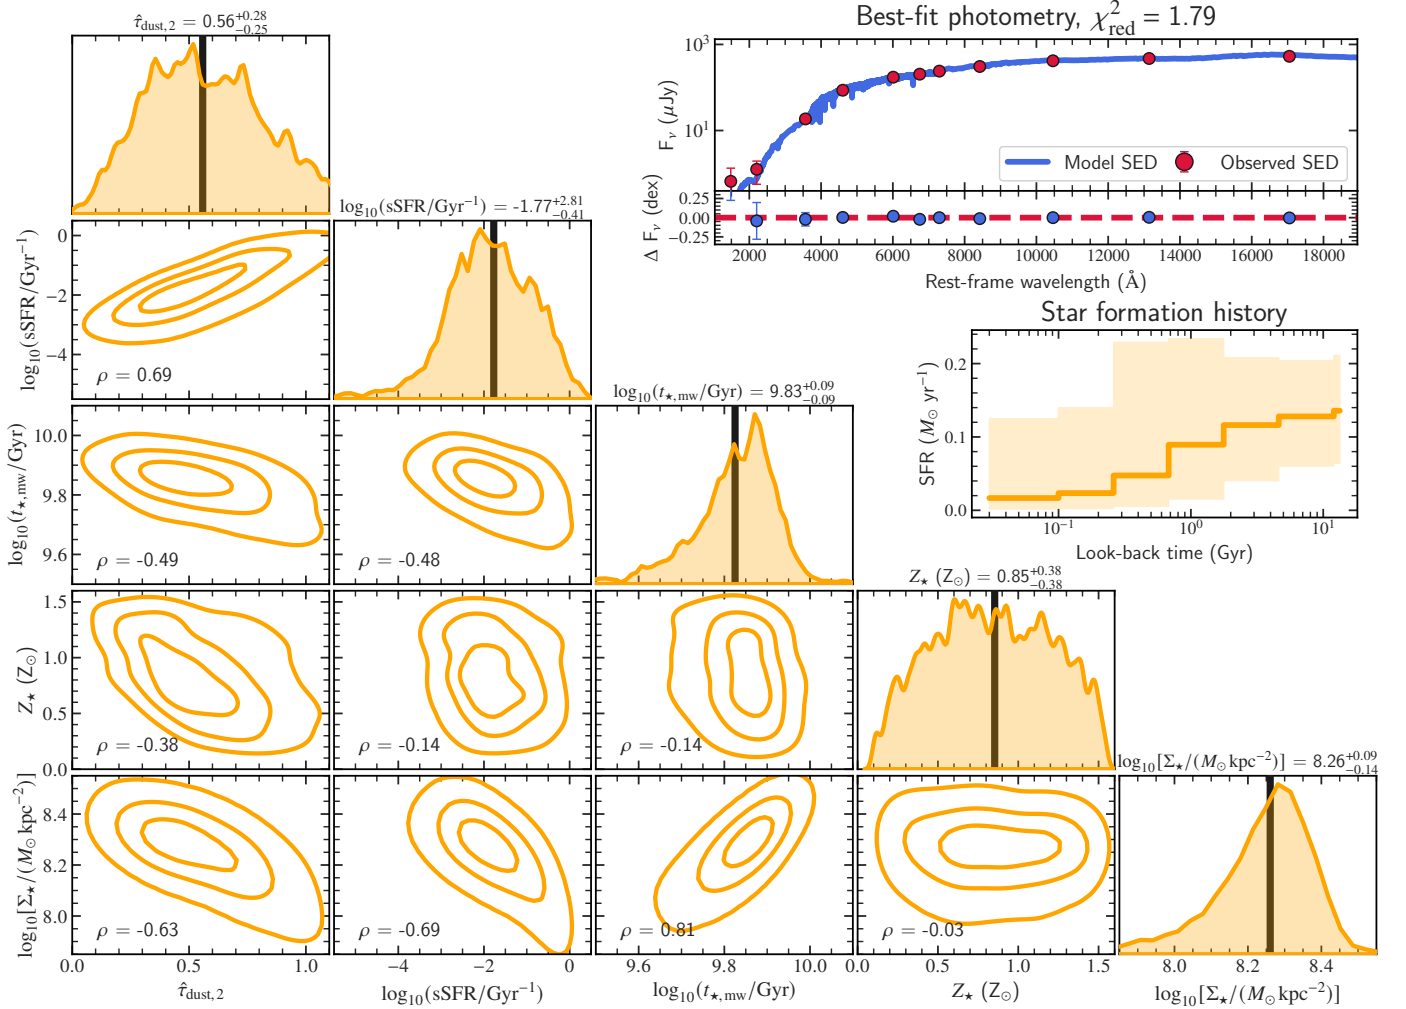 τ̂dust, 2 = 0.56+0.28−0.25
Best-fit photometry, χ²red = 1.79
10³
10¹
Fν (μJy)
Model SED
Observed SED
0.25
0.00
−0.25
Δ Fν (dex)
2000 4000 6000 8000 10000 12000 14000 16000 18000
Rest-frame wavelength (Å)
log10(sSFR/Gyr−1) = -1.77+2.81−0.41
0
−2
−4
log10(sSFR/Gyr−1)
ρ = 0.69
Star formation history
0.2
0.1
0.0
SFR (M⊙ yr−1)
10−1 10⁰ 10¹
Look-back time (Gyr)
log10(t⋆,mw/Gyr) = 9.83+0.09−0.09
10.0
9.8
9.6
log10(t⋆,mw/Gyr)
ρ = -0.49
ρ = -0.48
Z⋆ (Z⊙) = 0.85+0.38−0.38
1.5
1.0
0.5
0.0
Z⋆ (Z⊙)
ρ = -0.38
ρ = -0.14
ρ = -0.14
log10[Σ⋆/(M⊙ kpc−2)] = 8.26+0.09−0.14
8.4
8.2
8.0
log10[Σ⋆/(M⊙ kpc−2)]
ρ = -0.63
ρ = -0.69
ρ = 0.81
ρ = -0.03
0.0 0.5 1.0
−4 −2 0
9.6 9.8 10.0
0.0 0.5 1.0 1.5
8.0 8.2 8.4
τ̂dust, 2
log10(sSFR/Gyr−1)
log10(t⋆,mw/Gyr)
Z⋆ (Z⊙)
log10[Σ⋆/(M⊙ kpc−2)]